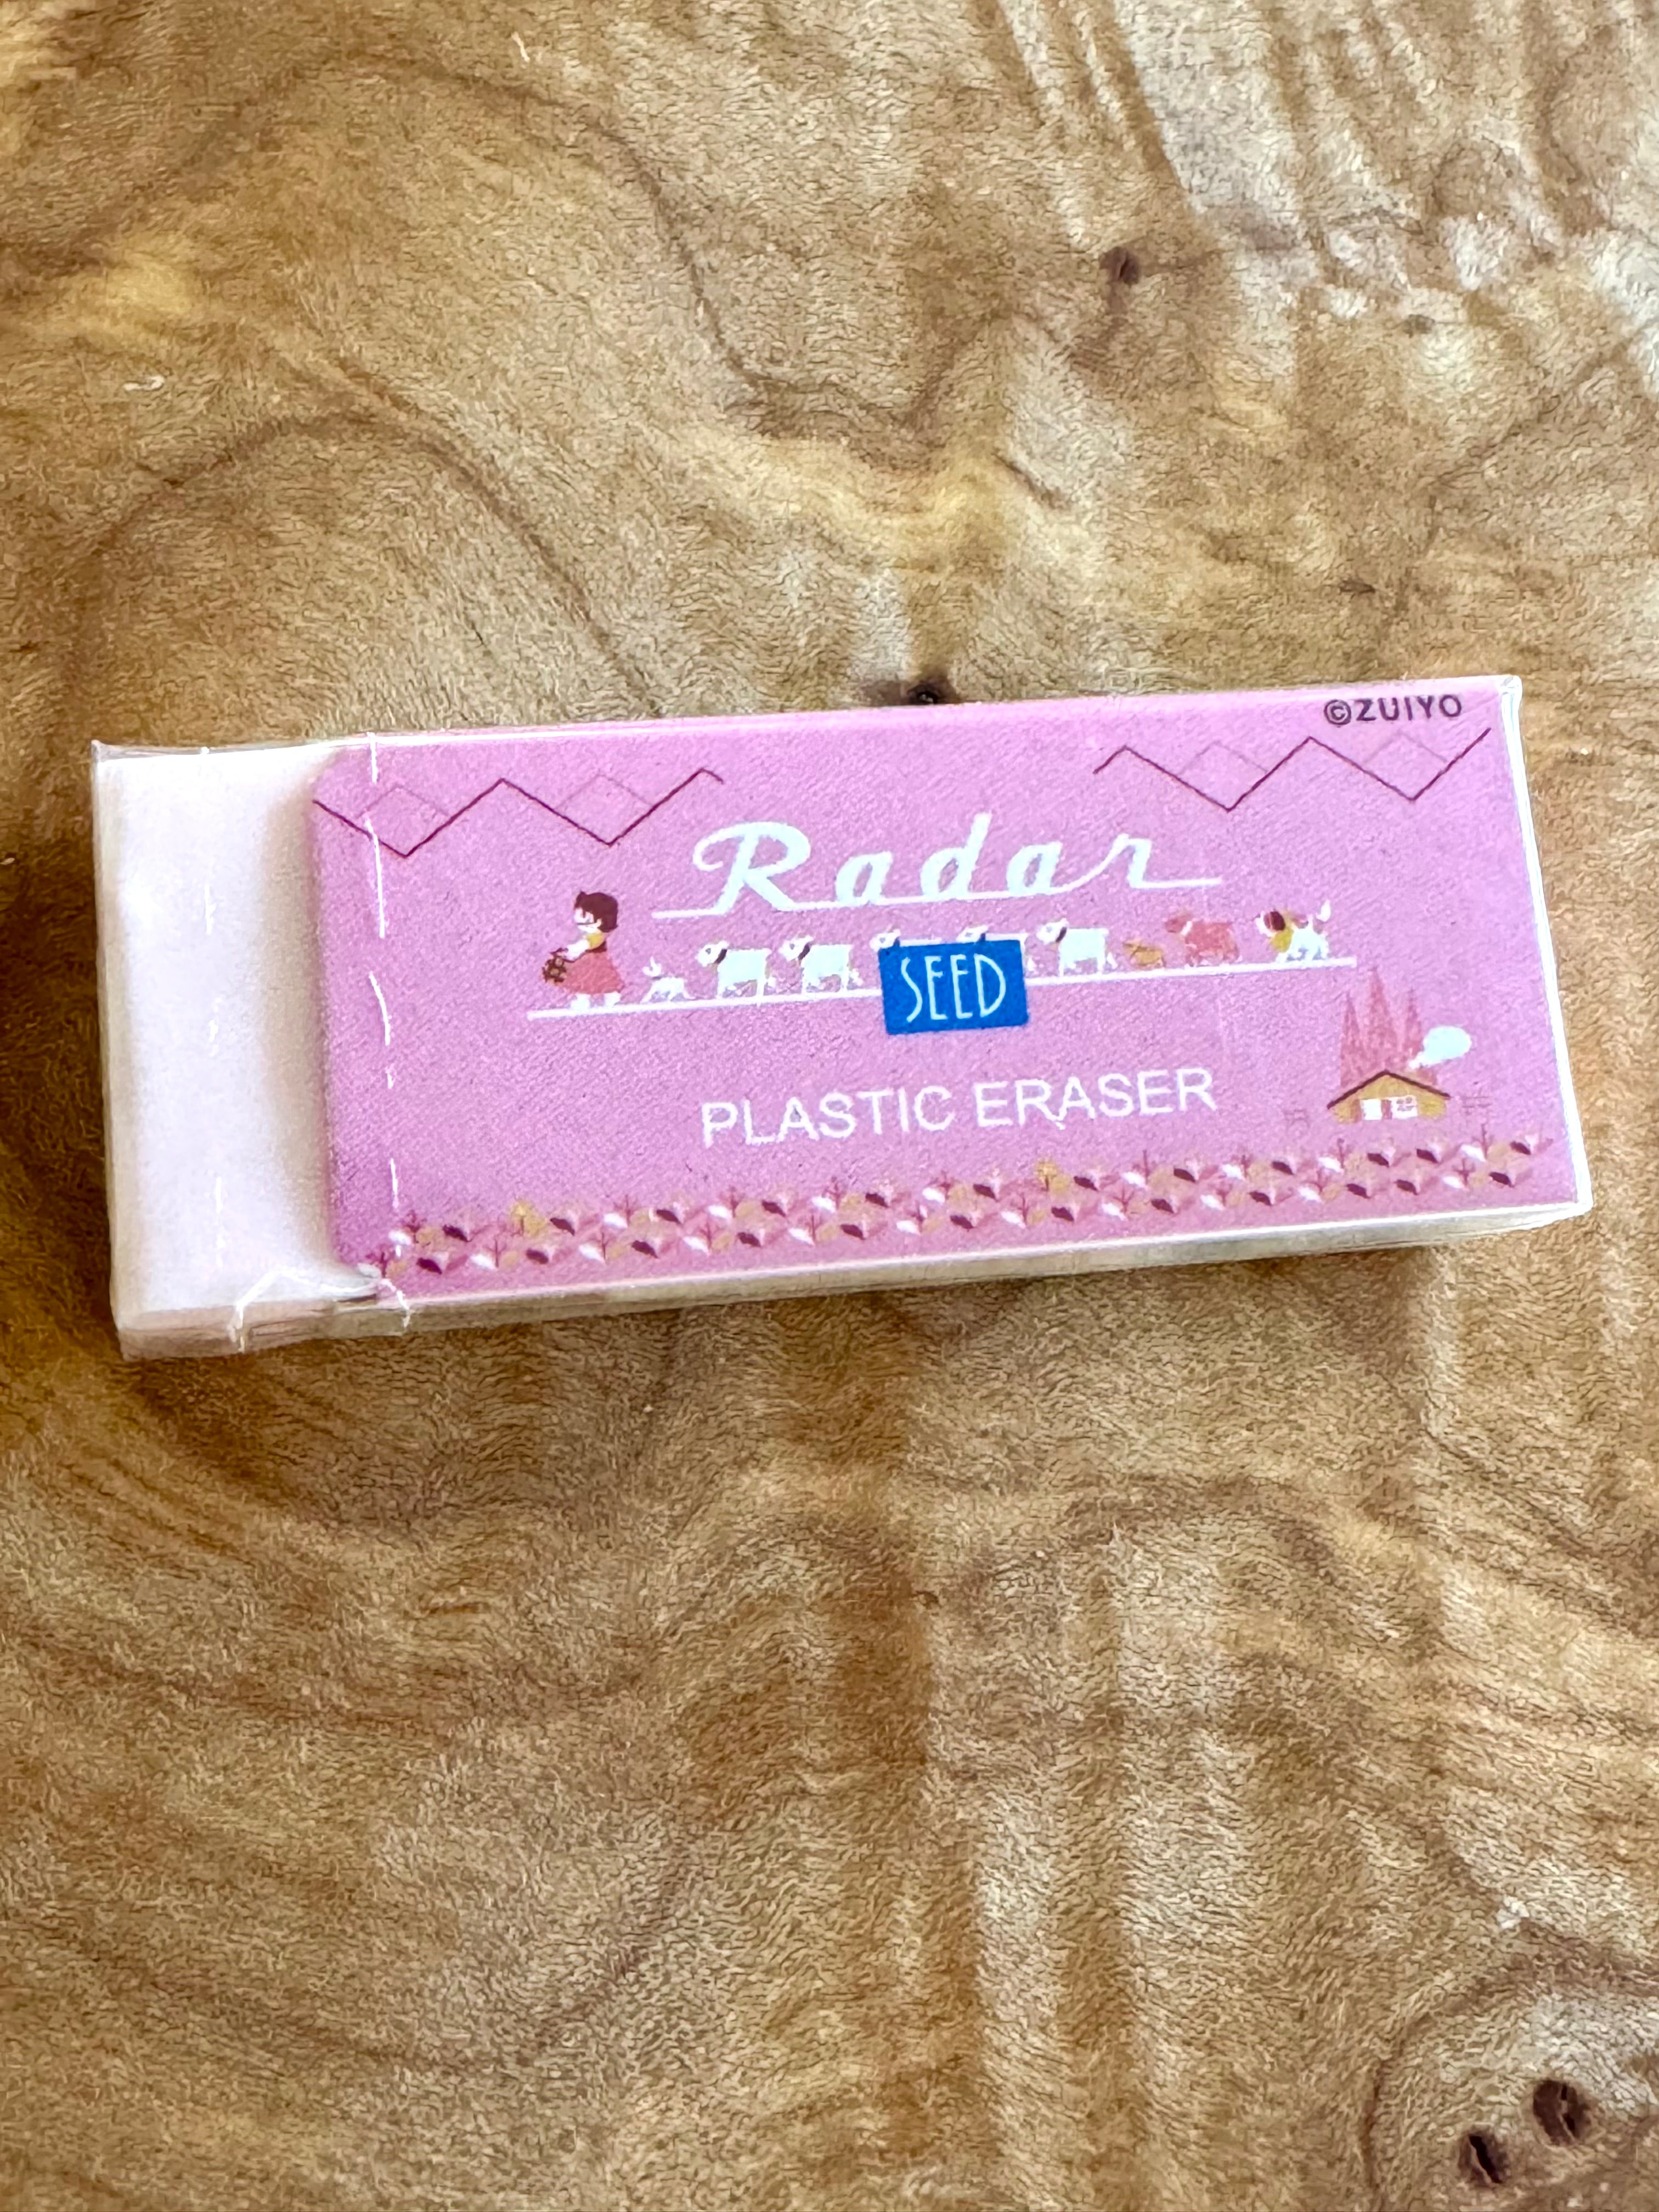 ©ZUIYO
Radar
SEED
PLASTIC ERASER